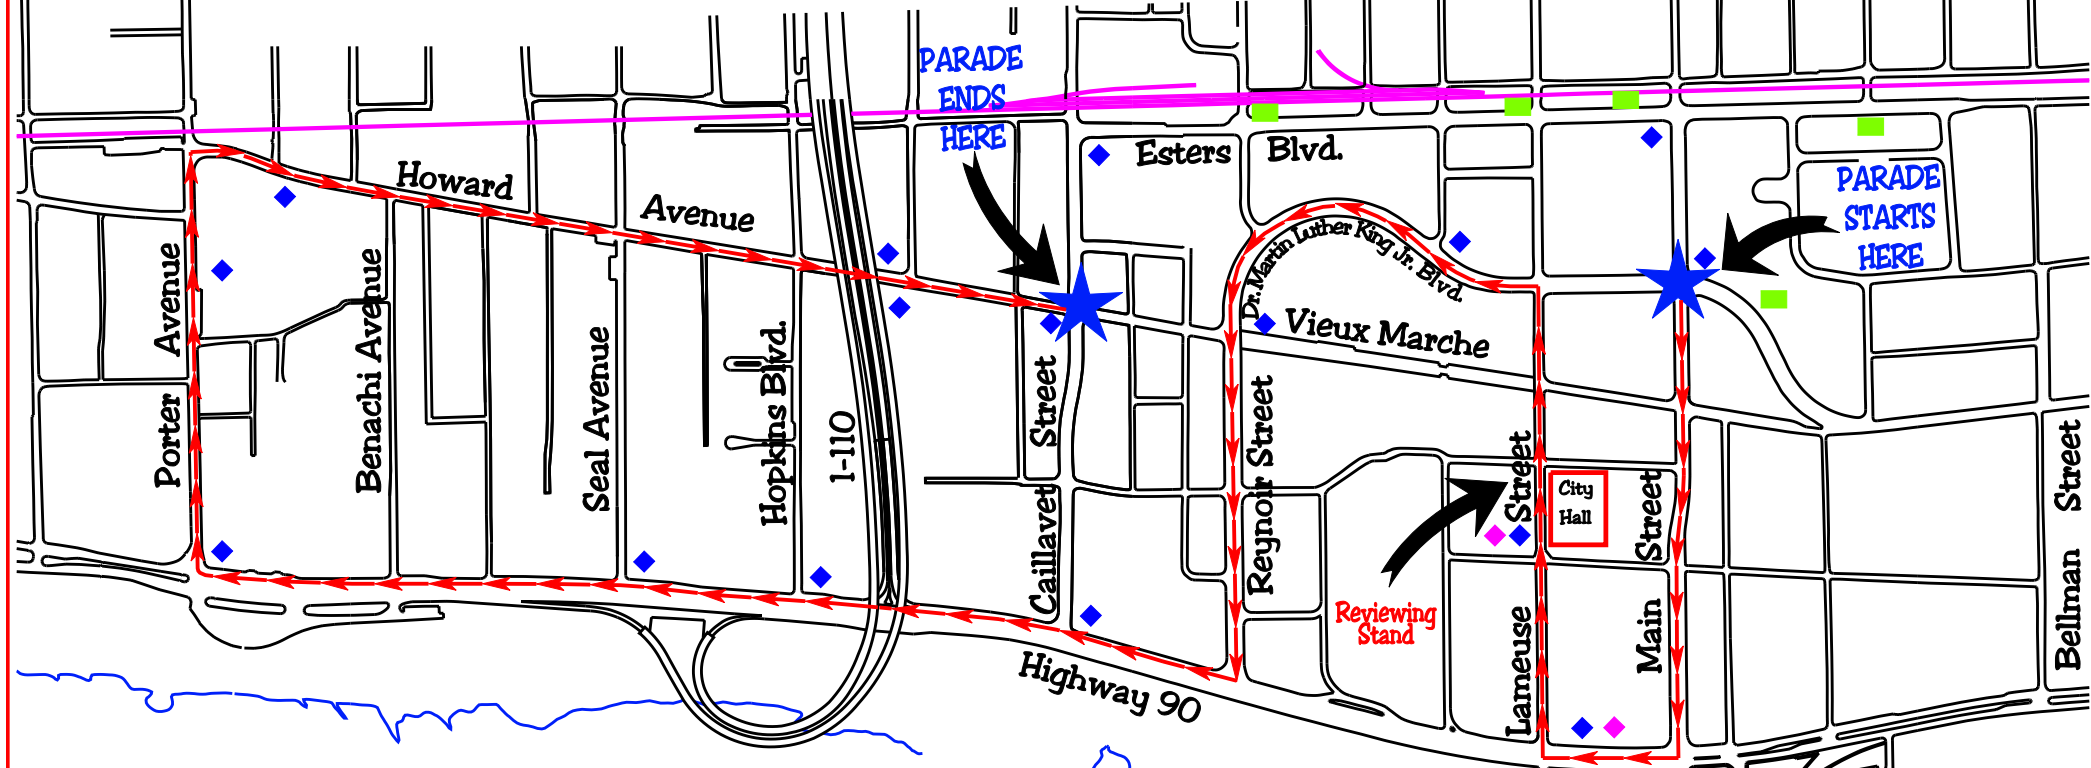 PARADE
ENDS
HERE
Esters Blvd.
Howard
Avenue
PARADE
STARTS
HERE
Dr. Martin Luther King Jr. Blvd.
Vieux Marche
Porter Avenue
Benachi Avenue
Seal Avenue
Hopkins Blvd.
I-110
Caillavet Street
Reynoir Street
Lameuse Street
City
Hall
Main Street
Bellman Street
Reviewing
Stand
Highway 90